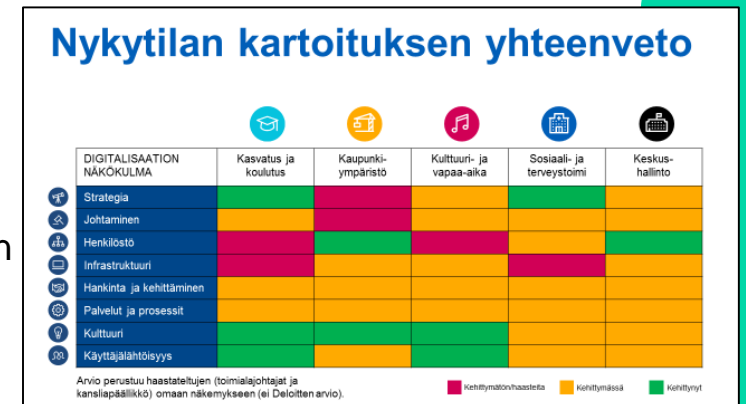 Nykytilan kartoituksen yhteenveto
DIGITALISAATION
NÄKÖKULMA
Kasvatus ja
koulutus
Kaupunki-
ympäristö
Kulttuuri- ja
vapaa-aika
Sosiaali- ja
terveystoimi
Keskus-
hallinto
Strategia
Johtaminen
Henkilöstö
Infrastruktuuri
Hankinta ja kehittäminen
Palvelut ja prosessit
Kulttuuri
Käyttäjälähtöisyys
Arvio perustuu haastateltujen (toimialajohtajat ja
kansliapäällikkö) omaan näkemykseen (ei Deloitten arvio).
Kehittymätön/haasteita
Kehittymässä
Kehittynyt